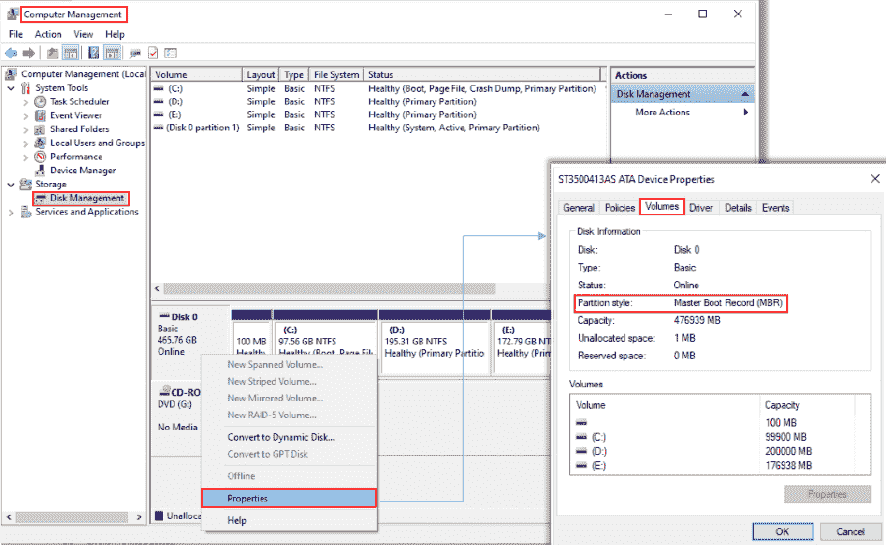 Computer Management
File Action View Help
Computer Management (Local
System Tools
Task Scheduler
Event Viewer
Shared Folders
Local Users and Groups
Performance
Device Manager
Storage
Disk Management
Services and Applications
Volume Layout Type File System Status
(C:) Simple Basic NTFS Healthy (Boot, Page File, Crash Dump, Primary Partition)
(D:) Simple Basic NTFS Healthy (Primary Partition)
(E:) Simple Basic NTFS Healthy (Primary Partition)
(Disk 0 partition 1) Simple Basic NTFS Healthy (System, Active, Primary Partition)
Actions
Disk Management
More Actions
Disk 0
Basic
465.76 GB
Online
100 MB
Health
(C:)
97.56 GB NTFS
Healthy (Boot, Page File
(D:)
195.31 GB NTFS
Healthy (Primary Partitio
(E:)
172.79 GB NT
Healthy (Prim
CD-RO
DVD (G:)
No Media
Unalloca
New Spanned Volume...
New Striped Volume...
New Mirrored Volume...
New RAID-5 Volume...
Convert to Dynamic Disk...
Convert to GPT Disk
Offline
Properties
Help
ST3500413AS ATA Device Properties
General Policies Volumes Driver Details Events
Disk Information
Disk: Disk 0
Type: Basic
Status: Online
Partition style: Master Boot Record (MBR)
Capacity: 476939 MB
Unallocated space: 1 MB
Reserved space: 0 MB
Volumes
Volume Capacity
100 MB
(C:) 99900 MB
(D:) 200000 MB
(E:) 176938 MB
Properties
OK Cancel